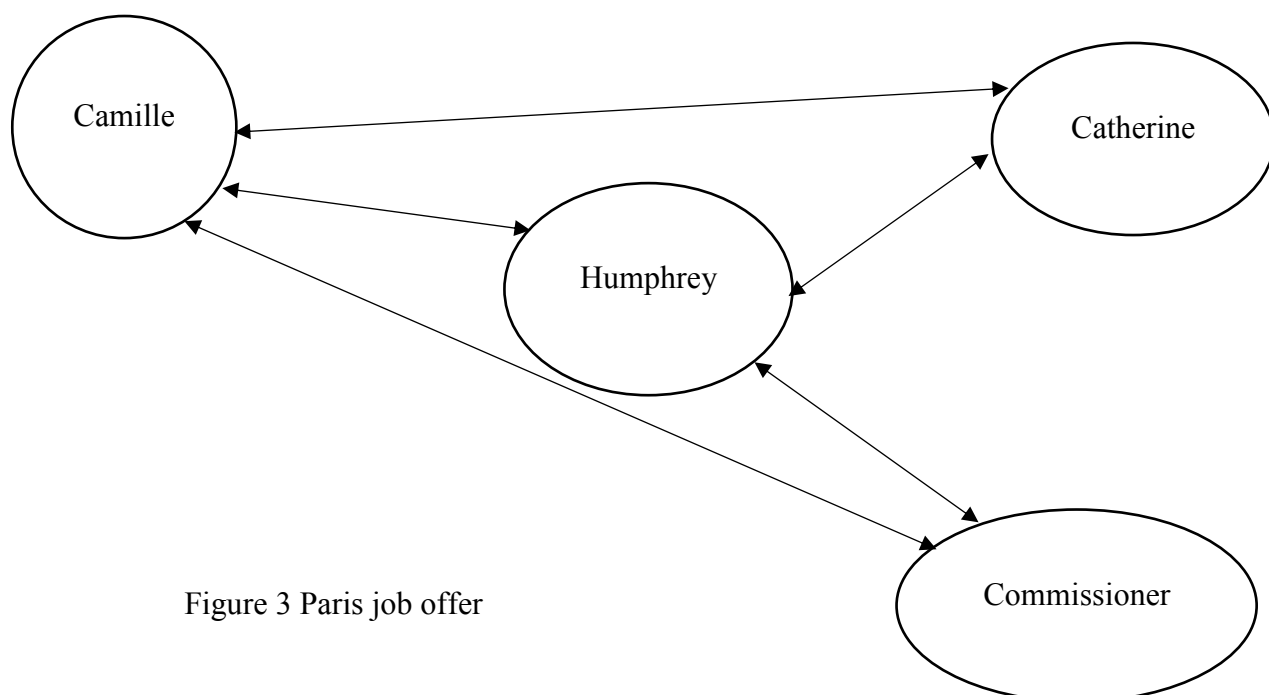 Camille
Catherine
Humphrey
Commissioner
Figure 3 Paris job offer